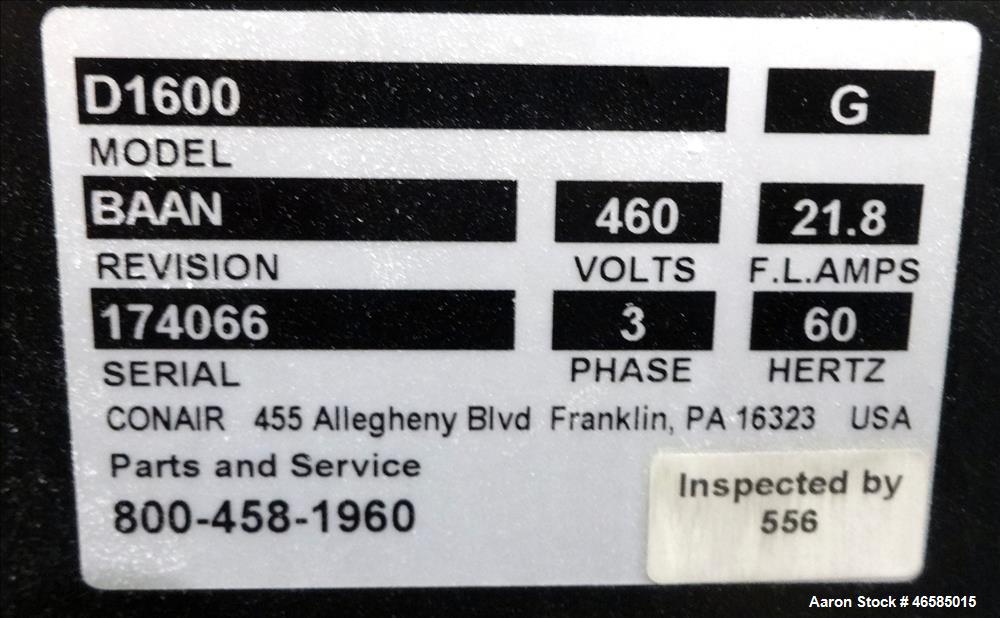 D1600 G
MODEL
BAAN 460 21.8
REVISION VOLTS F.L.AMPS
174066 3 60
SERIAL PHASE HERTZ
CONAIR 455 Allegheny Blvd Franklin, PA 16323 USA
Parts and Service
800-458-1960
Inspected by
556
Aaron Stock # 46585015